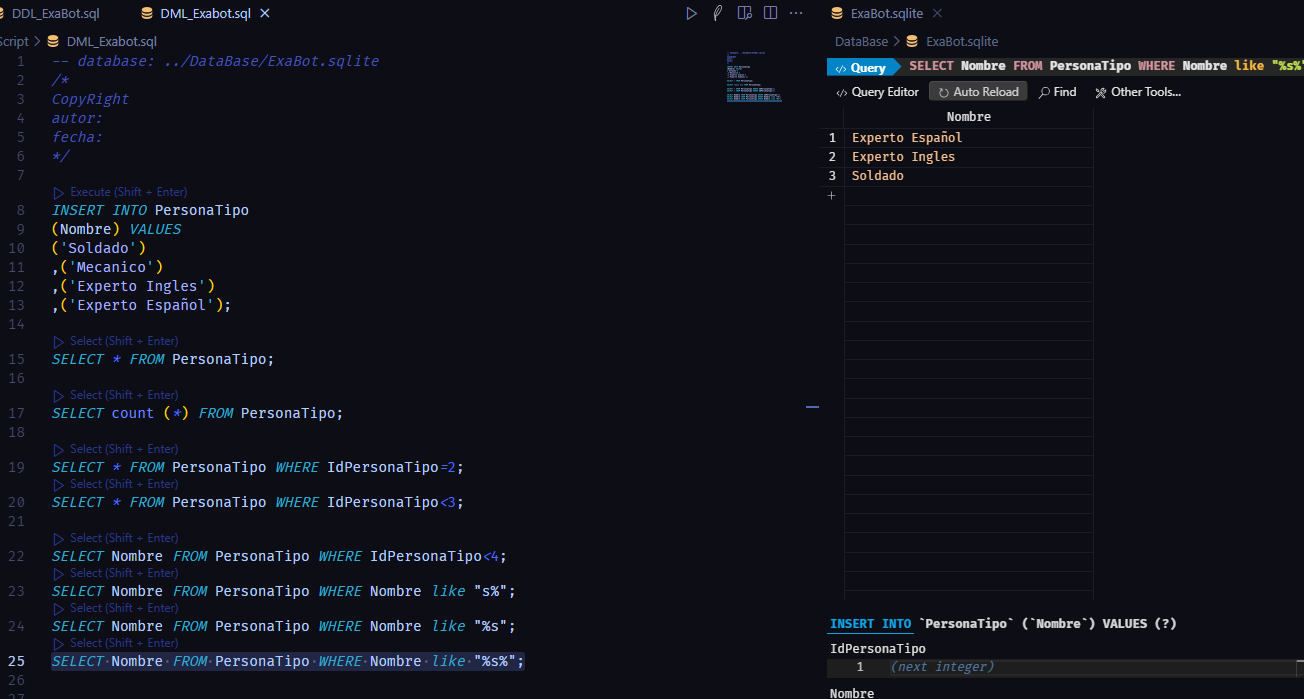 DDL_ExaBot.sql
DML_Exabot.sql
Script > DML_Exabot.sql
1 -- database: ../DataBase/ExaBot.sqlite
2 /*
3 CopyRight
4 autor:
5 fecha:
6 */
7
Execute (Shift + Enter)
8 INSERT INTO PersonaTipo
9 (Nombre) VALUES
10 ('Soldado')
11 ,('Mecanico')
12 ,('Experto Ingles')
13 ,('Experto Español');
14
Select (Shift + Enter)
15 SELECT * FROM PersonaTipo;
16
Select (Shift + Enter)
17 SELECT count (*) FROM PersonaTipo;
18
Select (Shift + Enter)
19 SELECT * FROM PersonaTipo WHERE IdPersonaTipo=2;
Select (Shift + Enter)
20 SELECT * FROM PersonaTipo WHERE IdPersonaTipo<3;
21
Select (Shift + Enter)
22 SELECT Nombre FROM PersonaTipo WHERE IdPersonaTipo<4;
Select (Shift + Enter)
23 SELECT Nombre FROM PersonaTipo WHERE Nombre like "s%";
Select (Shift + Enter)
24 SELECT Nombre FROM PersonaTipo WHERE Nombre like "%s";
Select (Shift + Enter)
25 SELECT Nombre FROM PersonaTipo WHERE Nombre like "%s%";
26
27
ExaBot.sqlite
DataBase > ExaBot.sqlite
Query SELECT Nombre FROM PersonaTipo WHERE Nombre like "%s%"
Query Editor Auto Reload Find Other Tools...
Nombre
1 Experto Español
2 Experto Ingles
3 Soldado
+
INSERT INTO `PersonaTipo` (`Nombre`) VALUES (?)
IdPersonaTipo
1 (next integer)
Nombre